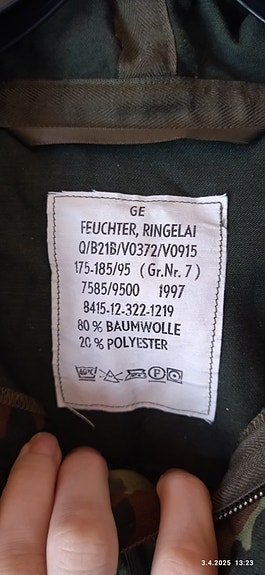 GE
FEUCHTER, RINGELAI
Q/B21B/V0372/V0915
175-185/95 (Gr.Nr. 7)
7585/9500 1997
8415-12-322-1219
80 % BAUMWOLLE
20 % POLYESTER
60°C P
3.4.2025 13:23